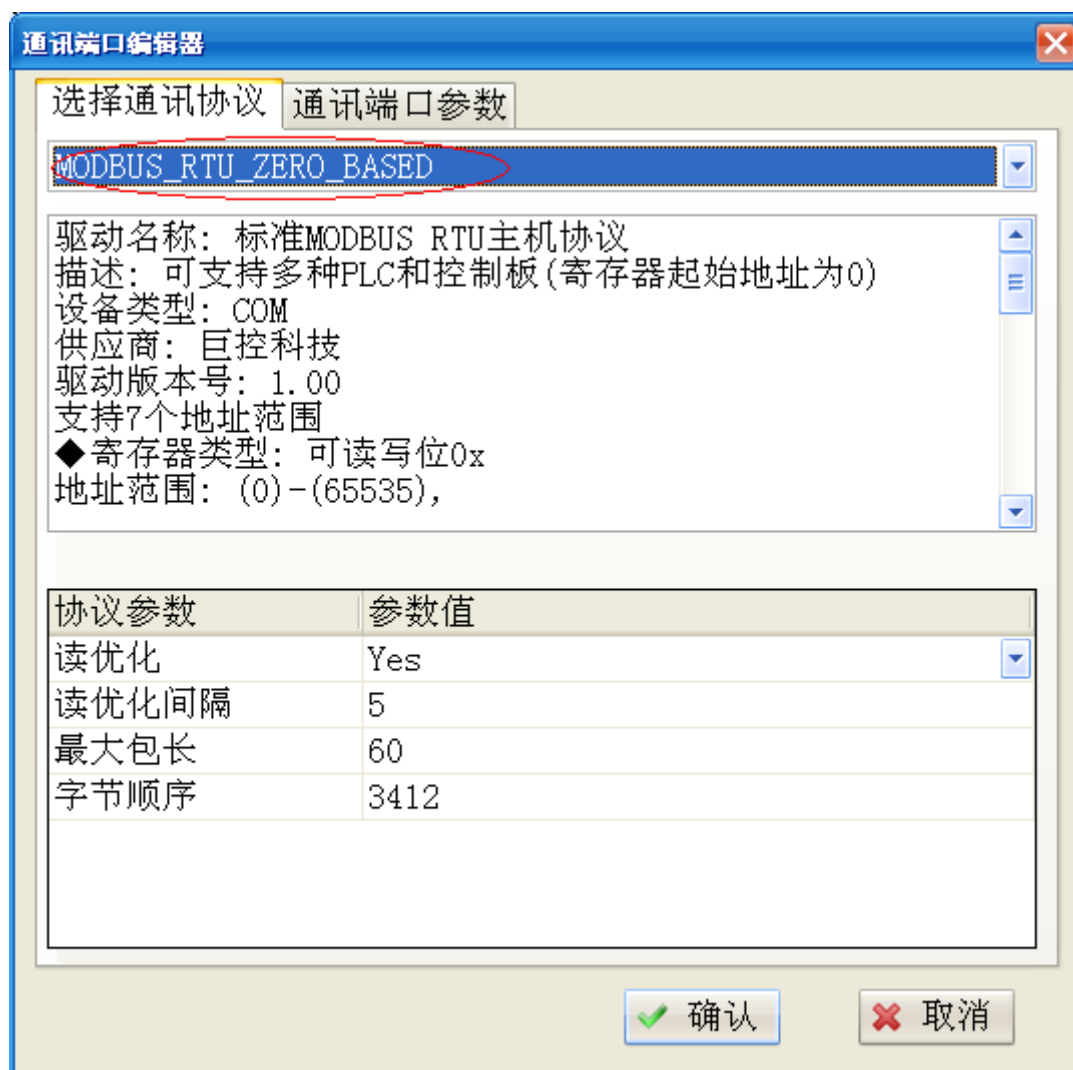 通讯端口编辑器
选择通讯协议 通讯端口参数
MODBUS_RTU_ZERO_BASED
驱动名称: 标准MODBUS RTU主机协议
描述: 可支持多种PLC和控制板(寄存器起始地址为0)
设备类型: COM
供应商: 巨控科技
驱动版本号: 1.00
支持7个地址范围
◆寄存器类型: 可读写位0x
地址范围: (0)-(65535),
协议参数 参数值
读优化 Yes
读优化间隔 5
最大包长 60
字节顺序 3412
确认 取消